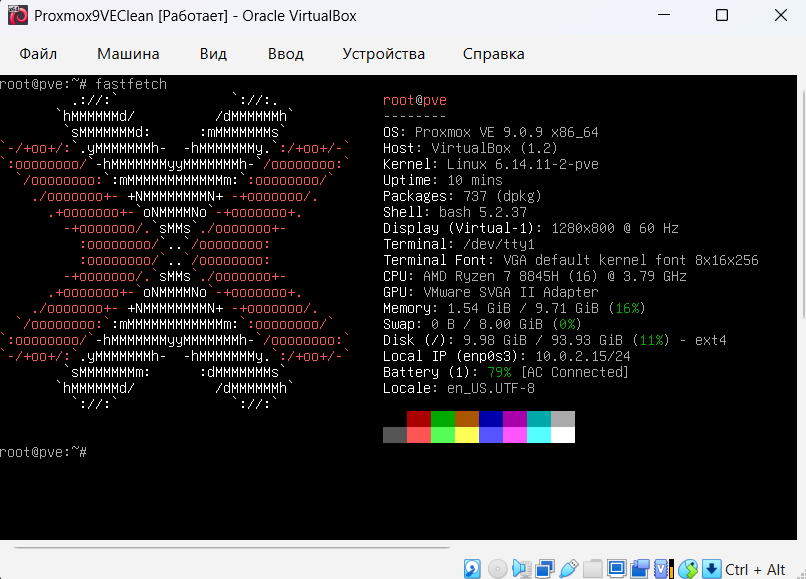 Proxmox9VEClean [Работает] - Oracle VirtualBox
Файл Машина Вид Ввод Устройства Справка
root@pve:~# fastfetch
.://:` `://:. root@pve
`hMMMMMMd/ /dMMMMMMh` --------
`sMMMMMMMd: :mMMMMMMMs` OS: Proxmox VE 9.0.9 x86_64
`-/+oo+/:`.yMMMMMMMh- -hMMMMMMMy.`:/+oo+/-` Host: VirtualBox (1.2)
`:oooooooo/`-hMMMMMMMyyMMMMMMMh-`/oooooooo:` Kernel: Linux 6.14.11-2-pve
`/oooooooo:`:mMMMMMMMMMMMMm:`:oooooooo/` Uptime: 10 mins
./ooooooo+- +NMMMMMMMMN+ -+ooooooo/. Packages: 737 (dpkg)
.+ooooooo+-`oNMMMMNo`-+ooooooo+. Shell: bash 5.2.37
-+ooooooo/.`sMMs`./ooooooo+- Display (Virtual-1): 1280x800 @ 60 Hz
:oooooooo/`..`/oooooooo: Terminal: /dev/tty1
:oooooooo/`..`/oooooooo: Terminal Font: VGA default kernel font 8x16x256
-+ooooooo/.`sMMs`./ooooooo+- CPU: AMD Ryzen 7 8845H (16) @ 3.79 GHz
.+ooooooo+-`oNMMMMNo`-+ooooooo+. GPU: VMware SVGA II Adapter
./ooooooo+- +NMMMMMMMMN+ -+ooooooo/. Memory: 1.54 GiB / 9.71 GiB (16%)
`/oooooooo:`:mMMMMMMMMMMMMm:`:oooooooo/` Swap: 0 B / 8.00 GiB (0%)
`:oooooooo/`-hMMMMMMMyyMMMMMMMh-`/oooooooo:` Disk (/): 9.98 GiB / 93.93 GiB (11%) - ext4
`-/+oo+/:`.yMMMMMMMh- -hMMMMMMMy.`:/+oo+/-` Local IP (enp0s3): 10.0.2.15/24
`sMMMMMMMm: :dMMMMMMMs` Battery (1): 79% [AC Connected]
`hMMMMMMd/ /dMMMMMMh` Locale: en_US.UTF-8
`://:` `://:`
root@pve:~#
Ctrl + Alt